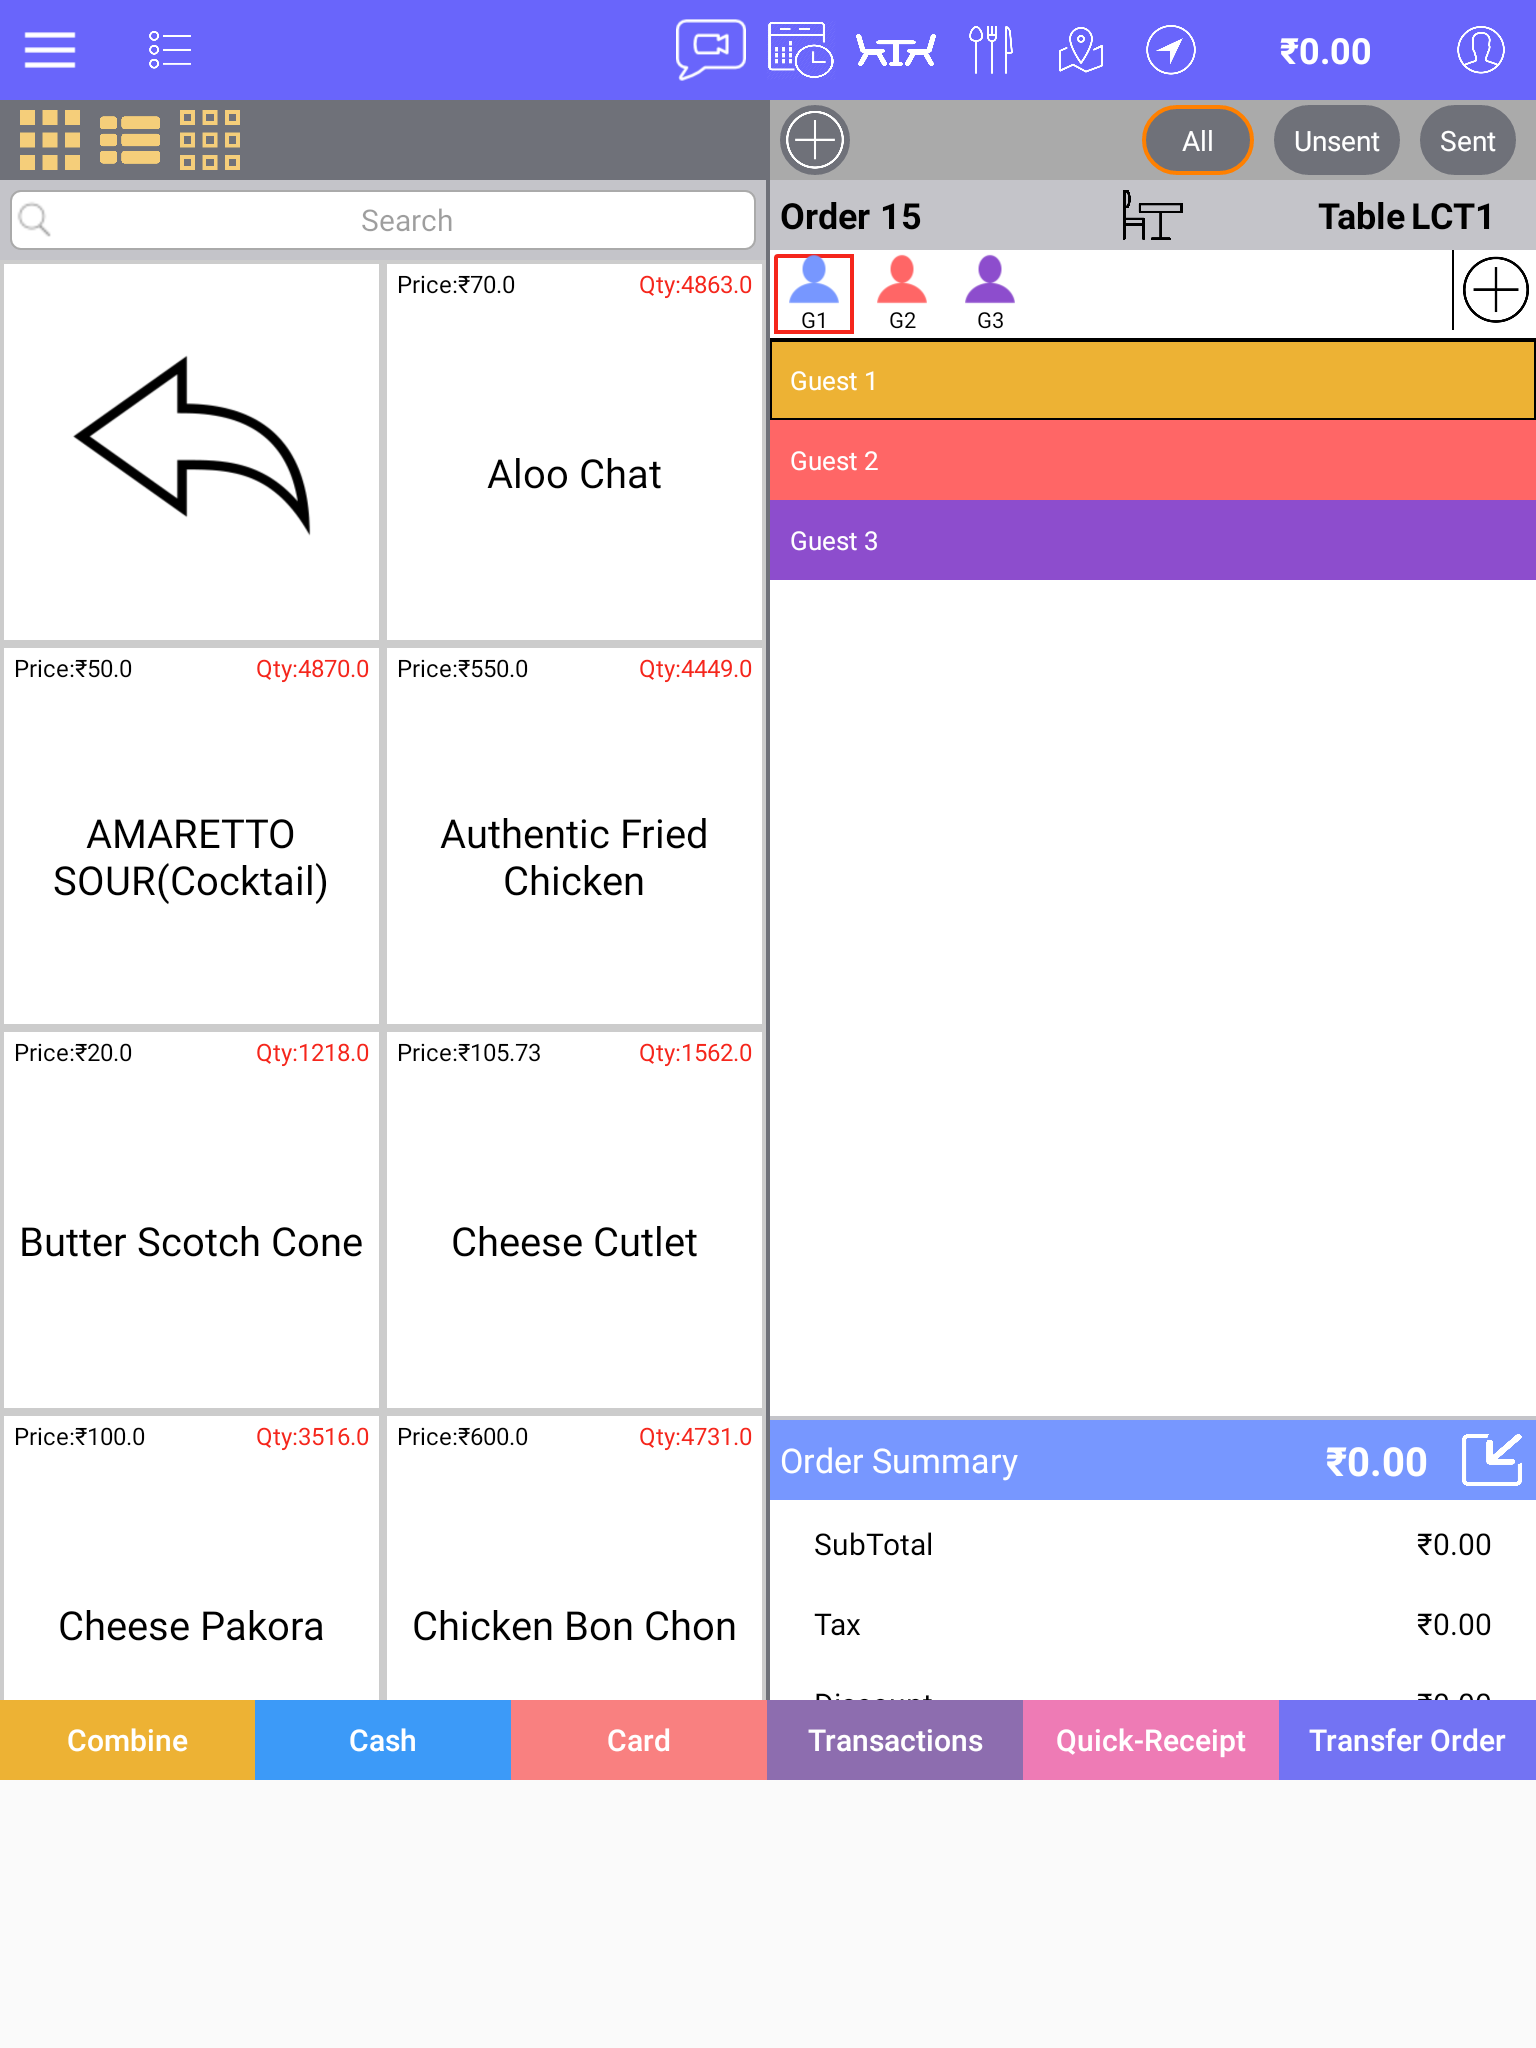 ₹0.00
All
Unsent
Sent
Search
Order 15
Table LCT1
G1
G2
G3
Guest 1
Guest 2
Guest 3
Price:₹70.0
Qty:4863.0
Aloo Chat
Price:₹50.0
Qty:4870.0
AMARETTO
SOUR(Cocktail)
Price:₹550.0
Qty:4449.0
Authentic Fried
Chicken
Price:₹20.0
Qty:1218.0
Butter Scotch Cone
Price:₹105.73
Qty:1562.0
Cheese Cutlet
Price:₹100.0
Qty:3516.0
Cheese Pakora
Price:₹600.0
Qty:4731.0
Chicken Bon Chon
Order Summary
₹0.00
SubTotal
₹0.00
Tax
₹0.00
Discount
₹0.00
Combine
Cash
Card
Transactions
Quick-Receipt
Transfer Order